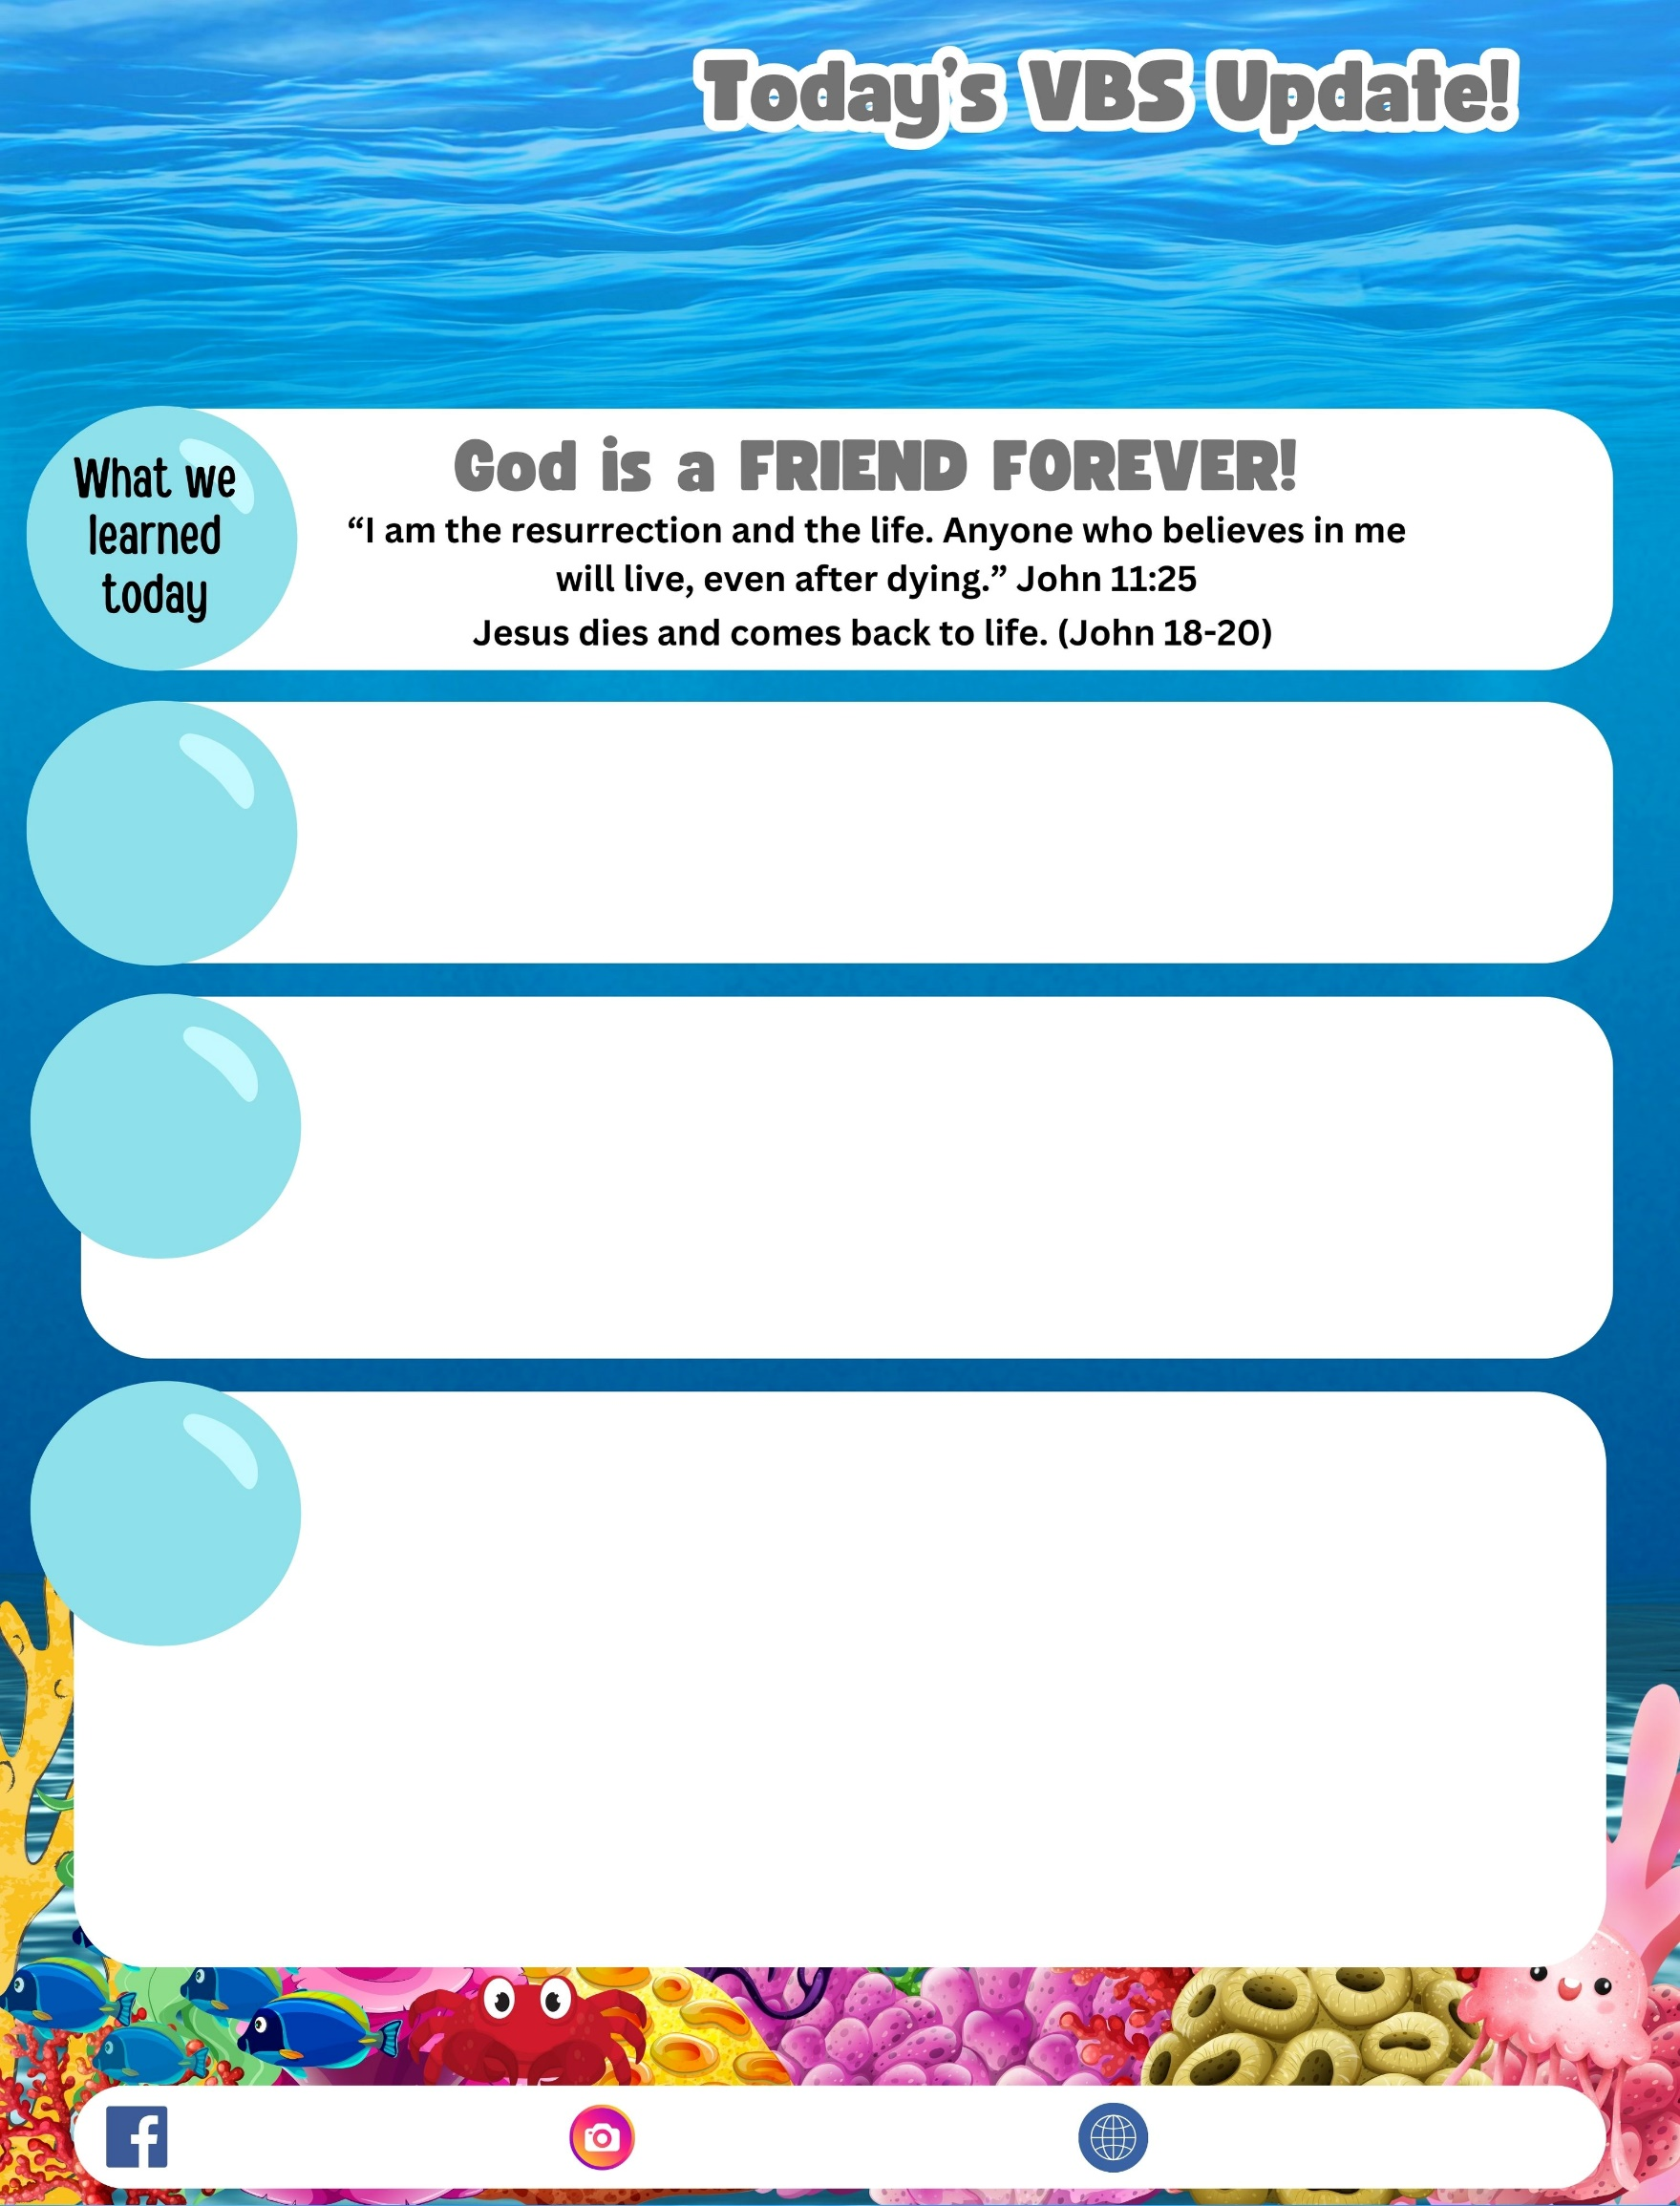 Today’s VBS Update!
What we
learned
today
God is a FRIEND FOREVER!
“I am the resurrection and the life. Anyone who believes in me
will live, even after dying.” John 11:25
Jesus dies and comes back to life. (John 18-20)